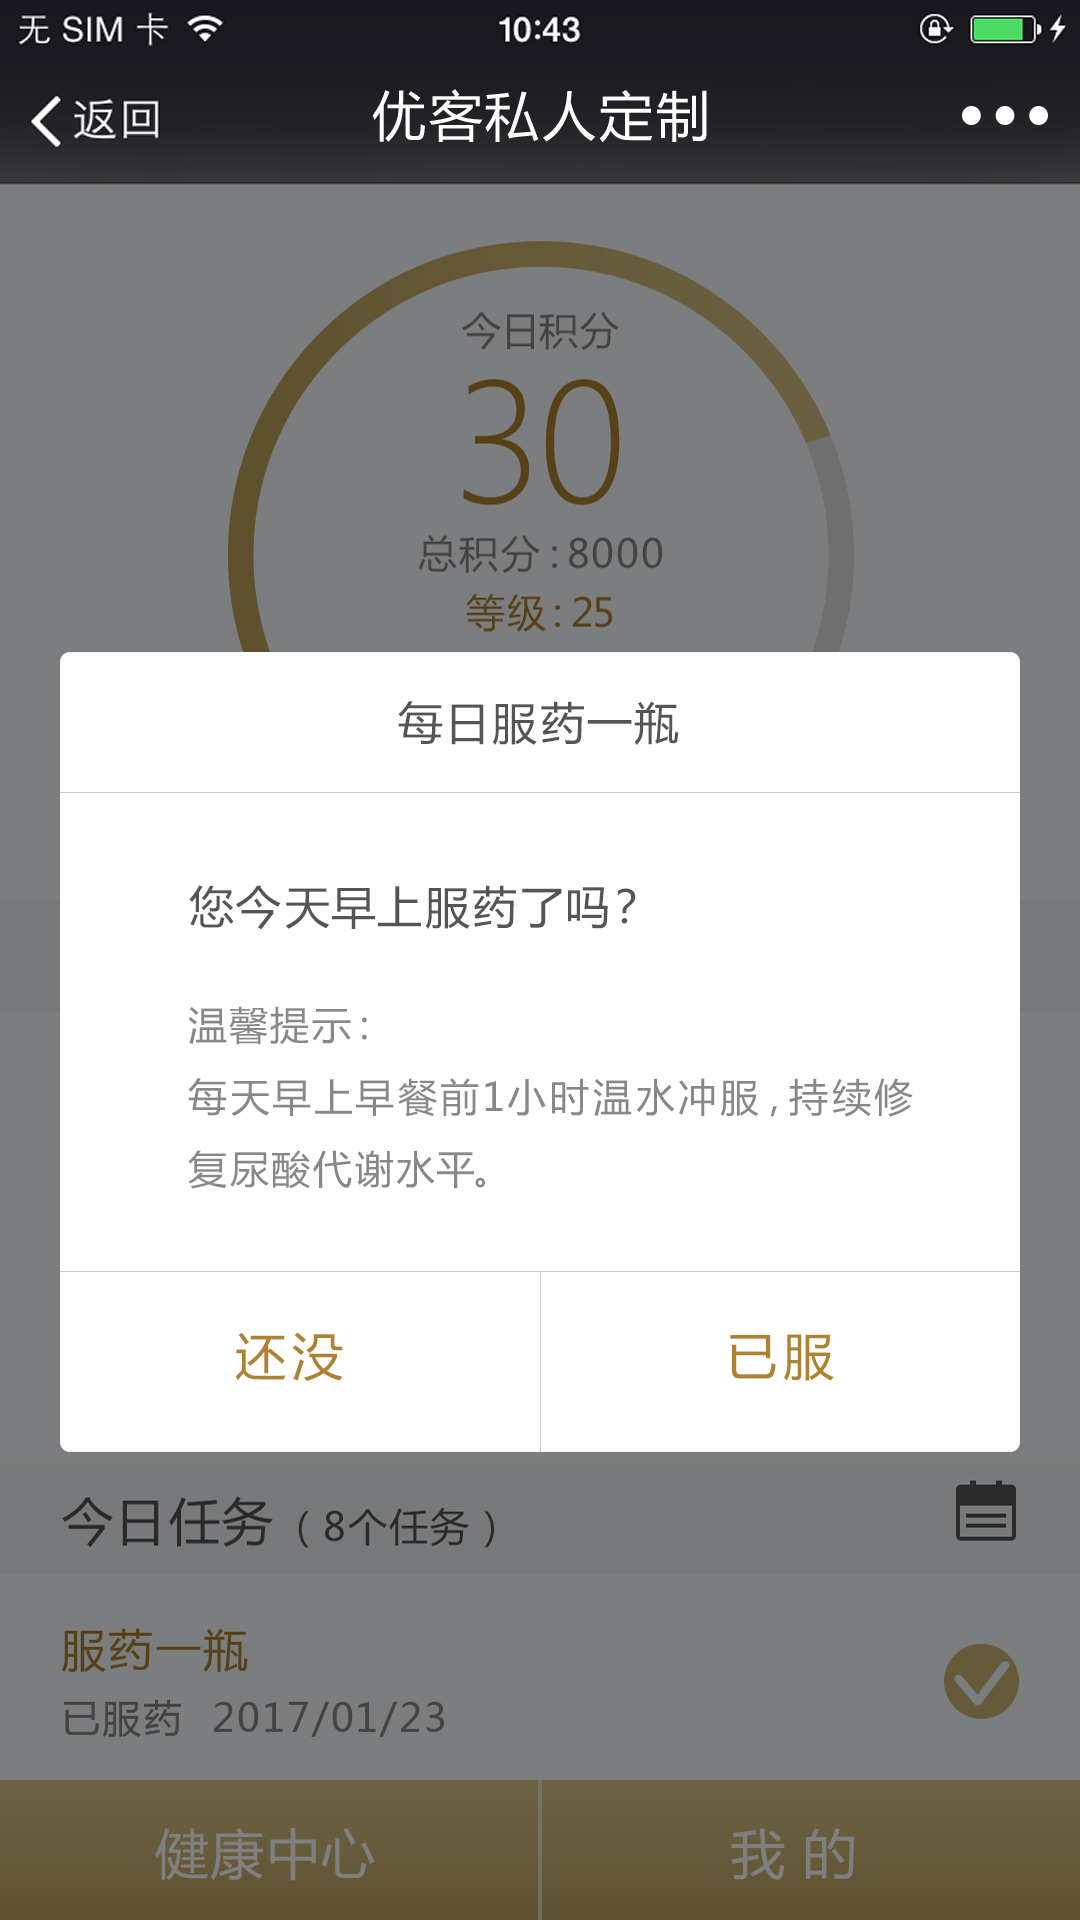 无 SIM 卡
10:43
返回
优客私人定制
今日积分
30
总积分:8000
等级:25
每日服药一瓶
您今天早上服药了吗?
温馨提示:
每天早上早餐前1小时温水冲服,持续修
复尿酸代谢水平。
还没
已服
今日任务(8个任务)
服药一瓶
已服药 2017/01/23
健康中心
我的